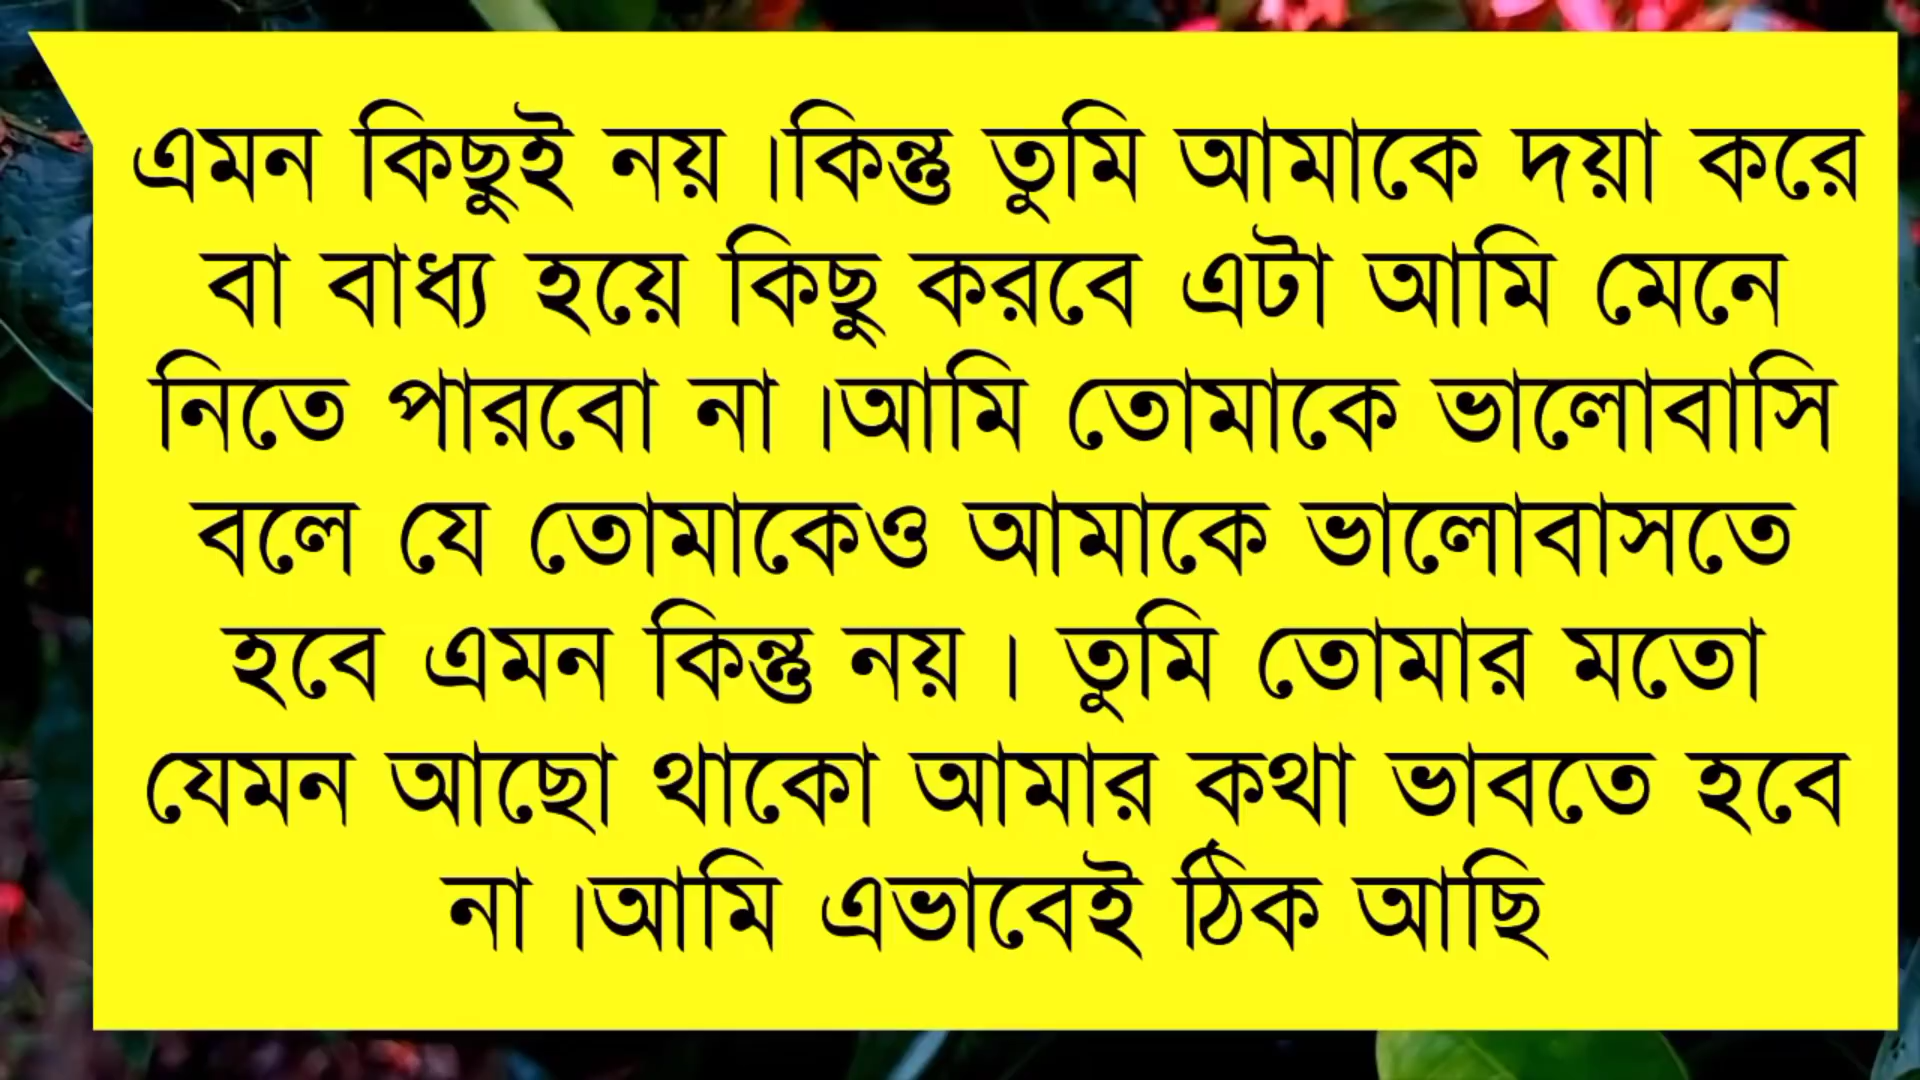 এমন কিছুই নয় ।কিন্তু তুমি আমাকে দয়া করে
বা বাধ্য হয়ে কিছু করবে এটা আমি মেনে
নিতে পারবো না ।আমি তোমাকে ভালোবাসি
বলে যে তোমাকেও আমাকে ভালোবাসতে
হবে এমন কিন্তু নয় । তুমি তোমার মতো
যেমন আছো থাকো আমার কথা ভাবতে হবে
না ।আমি এভাবেই ঠিক আছি